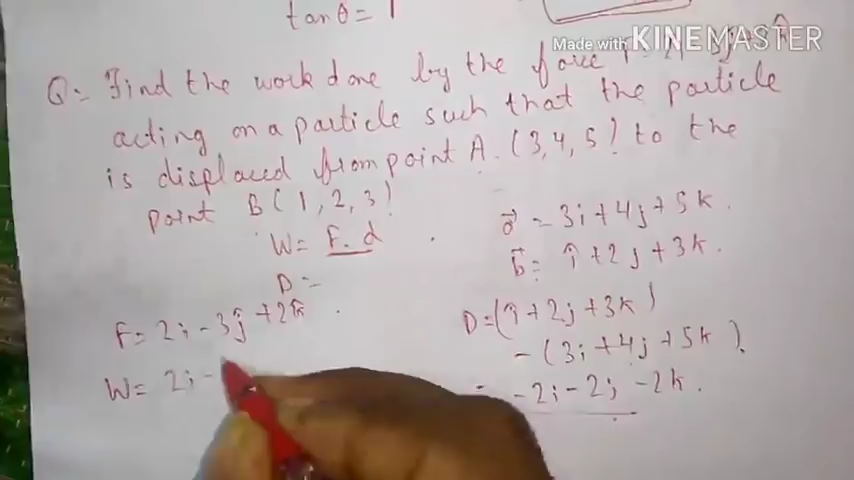 tanθ = 1
Made with KINEMASTER
Q:- Find the work done by the force
acting on a particle such that the particle
is displaced from point A. (3,4,5) to the
point B(1,2,3)
W= F.d
D=
a⃗ = 3i+4j+5k.
b⃗ = î+2j+3k.
F= 2i-3ĵ+2k̂
W= 2i-
D=(î+2j+3k)
-(3i+4j+5k).
= -2i-2j-2k.